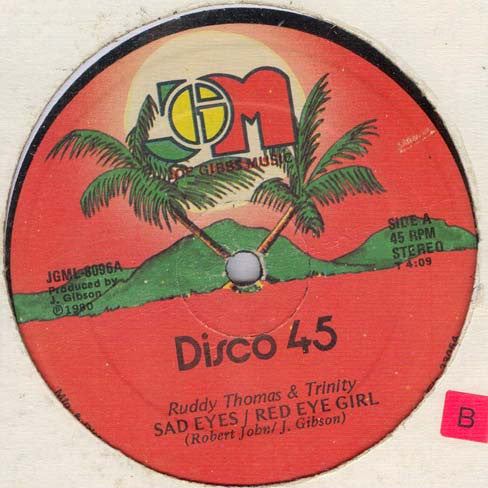 JGM
JOE GIBBS MUSIC
JGML-8096A
Produced by
J. Gibson
℗1980
SIDE A
45 RPM
STEREO
T 4:09
Disco 45
Ruddy Thomas & Trinity
SAD EYES / RED EYE GIRL
(Robert John/ J. Gibson)
B